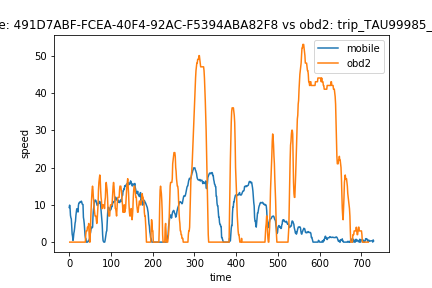 e: 491D7ABF-FCEA-40F4-92AC-F5394ABA82F8 vs obd2: trip_TAU99985_
mobile
obd2
speed
50
40
30
20
10
0
0 100 200 300 400 500 600 700
time